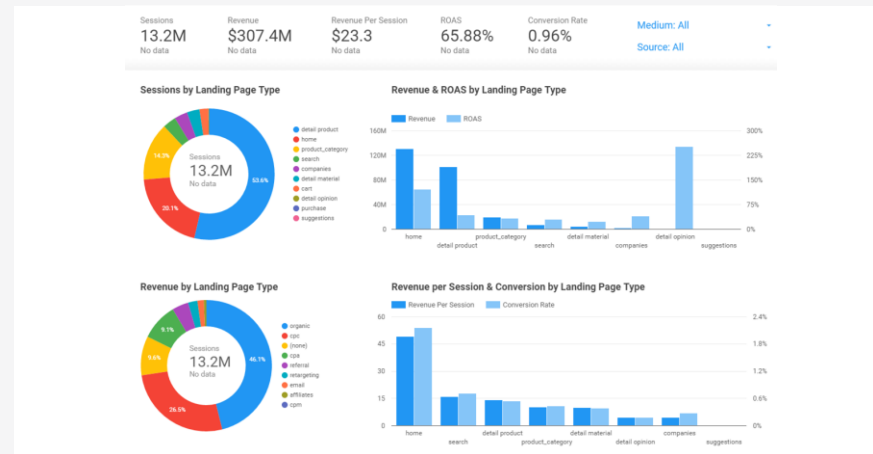 Sessions
13.2M
No data
Revenue
$307.4M
No data
Revenue Per Session
$23.3
No data
ROAS
65.88%
No data
Conversion Rate
0.96%
No data
Medium: All
Source: All
Sessions by Landing Page Type
Sessions
13.2M
No data
53.6%
20.1%
14.3%
detail product
home
product_category
search
companies
detail material
cart
detail opinion
purchase
suggestions
Revenue & ROAS by Landing Page Type
Revenue
ROAS
160M
120M
80M
40M
0
300%
225%
150%
75%
0%
home
detail product
product_category
search
detail material
companies
detail opinion
suggestions
Revenue by Landing Page Type
Sessions
13.2M
No data
46.1%
26.5%
9.6%
9.1%
organic
cpc
(none)
cpa
referral
retargeting
email
affiliates
cpm
Revenue per Session & Conversion by Landing Page Type
Revenue Per Session
Conversion Rate
60
45
30
15
0
2.4%
1.8%
1.2%
0.6%
0%
home
search
detail product
product_category
detail material
detail opinion
companies
suggestions